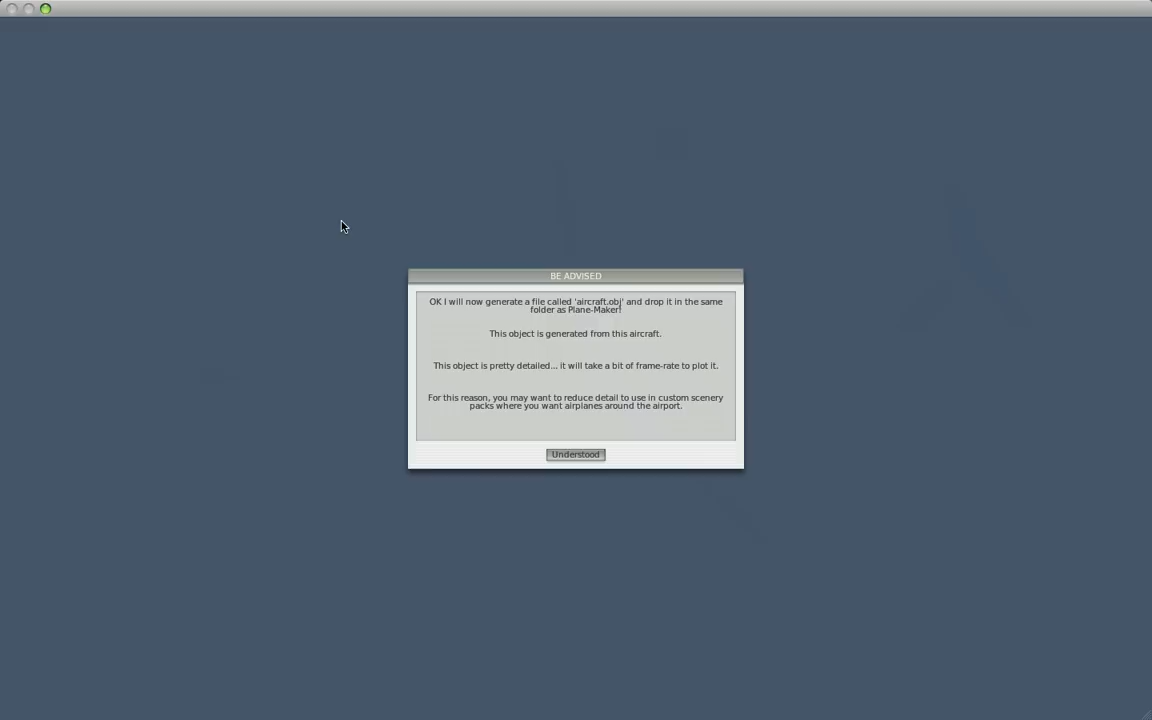 BE ADVISED
OK I will now generate a file called 'aircraft.obj' and drop it in the same
folder as Plane-Maker!
This object is generated from this aircraft.
This object is pretty detailed... it will take a bit of frame-rate to plot it.
For this reason, you may want to reduce detail to use in custom scenery
packs where you want airplanes around the airport.
Understood